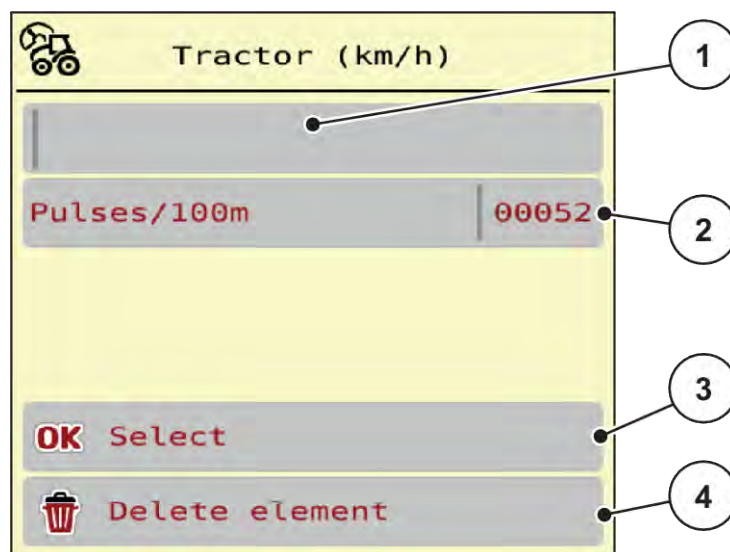 Tractor (km/h)
1
Pulses/100m 00052
2
OK Select
3
Delete element
4